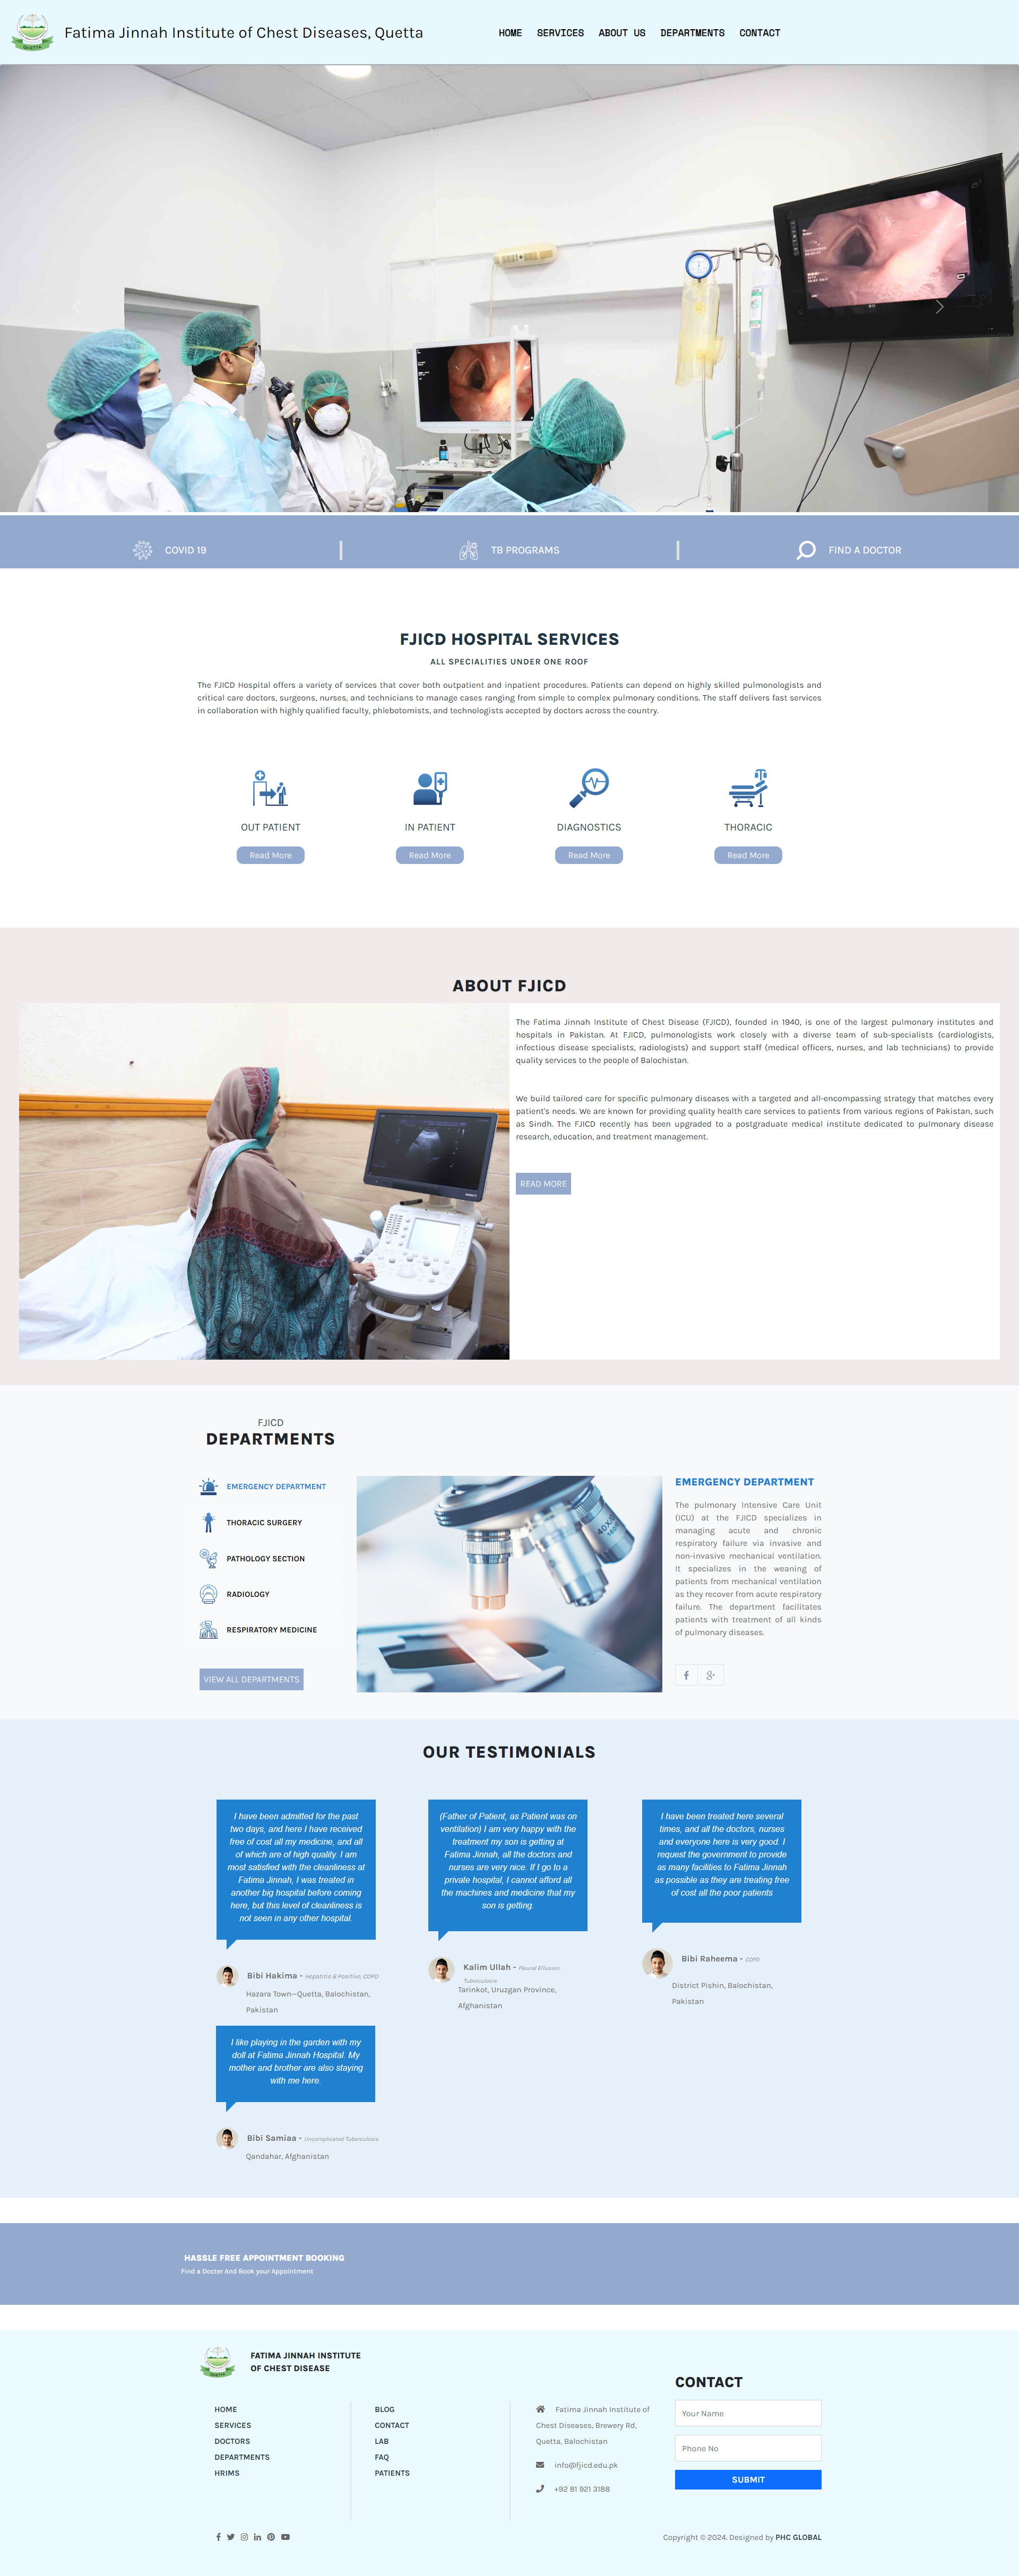 QUETTA
Fatima Jinnah Institute of Chest Diseases, Quetta
HOME SERVICES ABOUT US DEPARTMENTS CONTACT
COVID 19
TB PROGRAMS
FIND A DOCTOR
FJICD HOSPITAL SERVICES
ALL SPECIALITIES UNDER ONE ROOF
The FJICD Hospital offers a variety of services that cover both outpatient and inpatient procedures. Patients can depend on highly skilled pulmonologists and
critical care doctors, surgeons, nurses, and technicians to manage cases ranging from simple to complex pulmonary conditions. The staff delivers fast services
in collaboration with highly qualified faculty, phlebotomists, and technologists accepted by doctors across the country.
OUT PATIENT
Read More
IN PATIENT
Read More
DIAGNOSTICS
Read More
THORACIC
Read More
ABOUT FJICD
The Fatima Jinnah Institute of Chest Disease (FJICD), founded in 1940, is one of the largest pulmonary institutes and
hospitals in Pakistan. At FJICD, pulmonologists work closely with a diverse team of sub-specialists (cardiologists,
infectious disease specialists, radiologists) and support staff (medical officers, nurses, and lab technicians) to provide
quality services to the people of Balochistan.
We build tailored care for specific pulmonary diseases with a targeted and all-encompassing strategy that matches every
patient's needs. We are known for providing quality health care services to patients from various regions of Pakistan, such
as Sindh. The FJICD recently has been upgraded to a postgraduate medical institute dedicated to pulmonary disease
research, education, and treatment management.
READ MORE
FJICD
DEPARTMENTS
EMERGENCY DEPARTMENT
THORACIC SURGERY
PATHOLOGY SECTION
RADIOLOGY
RESPIRATORY MEDICINE
VIEW ALL DEPARTMENTS
EMERGENCY DEPARTMENT
The pulmonary Intensive Care Unit
(ICU) at the FJICD specializes in
managing acute and chronic
respiratory failure via invasive and
non-invasive mechanical ventilation.
It specializes in the weaning of
patients from mechanical ventilation
as they recover from acute respiratory
failure. The department facilitates
patients with treatment of all kinds
of pulmonary diseases.
OUR TESTIMONIALS
I have been admitted for the past
two days, and here I have received
free of cost all my medicine, and all
of which are of high quality. I am
most satisfied with the cleanliness at
Fatima Jinnah, I was treated in
another big hospital before coming
here, but this level of cleanliness is
not seen in any other hospital.
Bibi Hakima - Hepatitis B Positive, COPD
Hazara Town—Quetta, Balochistan,
Pakistan
(Father of Patient, as Patient was on
ventilation) I am very happy with the
treatment my son is getting at
Fatima Jinnah, all the doctors and
nurses are very nice. If I go to a
private hospital, I cannot afford all
the machines and medicine that my
son is getting.
Kalim Ullah - Pleural Effusion,
Tuberculosis
Tarinkot, Uruzgan Province,
Afghanistan
I have been treated here several
times, and all the doctors, nurses
and everyone here is very good. I
request the government to provide
as many facilities to Fatima Jinnah
as possible as they are treating free
of cost all the poor patients
Bibi Raheema - COPD
District Pishin, Balochistan,
Pakistan
I like playing in the garden with my
doll at Fatima Jinnah Hospital. My
mother and brother are also staying
with me here.
Bibi Samiaa - Uncomplicated Tuberculosis
Qandahar, Afghanistan
HASSLE FREE APPOINTMENT BOOKING
Find a Docter And Book your Appointment
QUETTA
FATIMA JINNAH INSTITUTE
OF CHEST DISEASE
HOME
SERVICES
DOCTORS
DEPARTMENTS
HRIMS
BLOG
CONTACT
LAB
FAQ
PATIENTS
Fatima Jinnah Institute of
Chest Diseases, Brewery Rd,
Quetta, Balochistan
info@fjicd.edu.pk
+92 81 921 3188
CONTACT
Your Name
Phone No
SUBMIT
Copyright © 2024. Designed by PHC GLOBAL